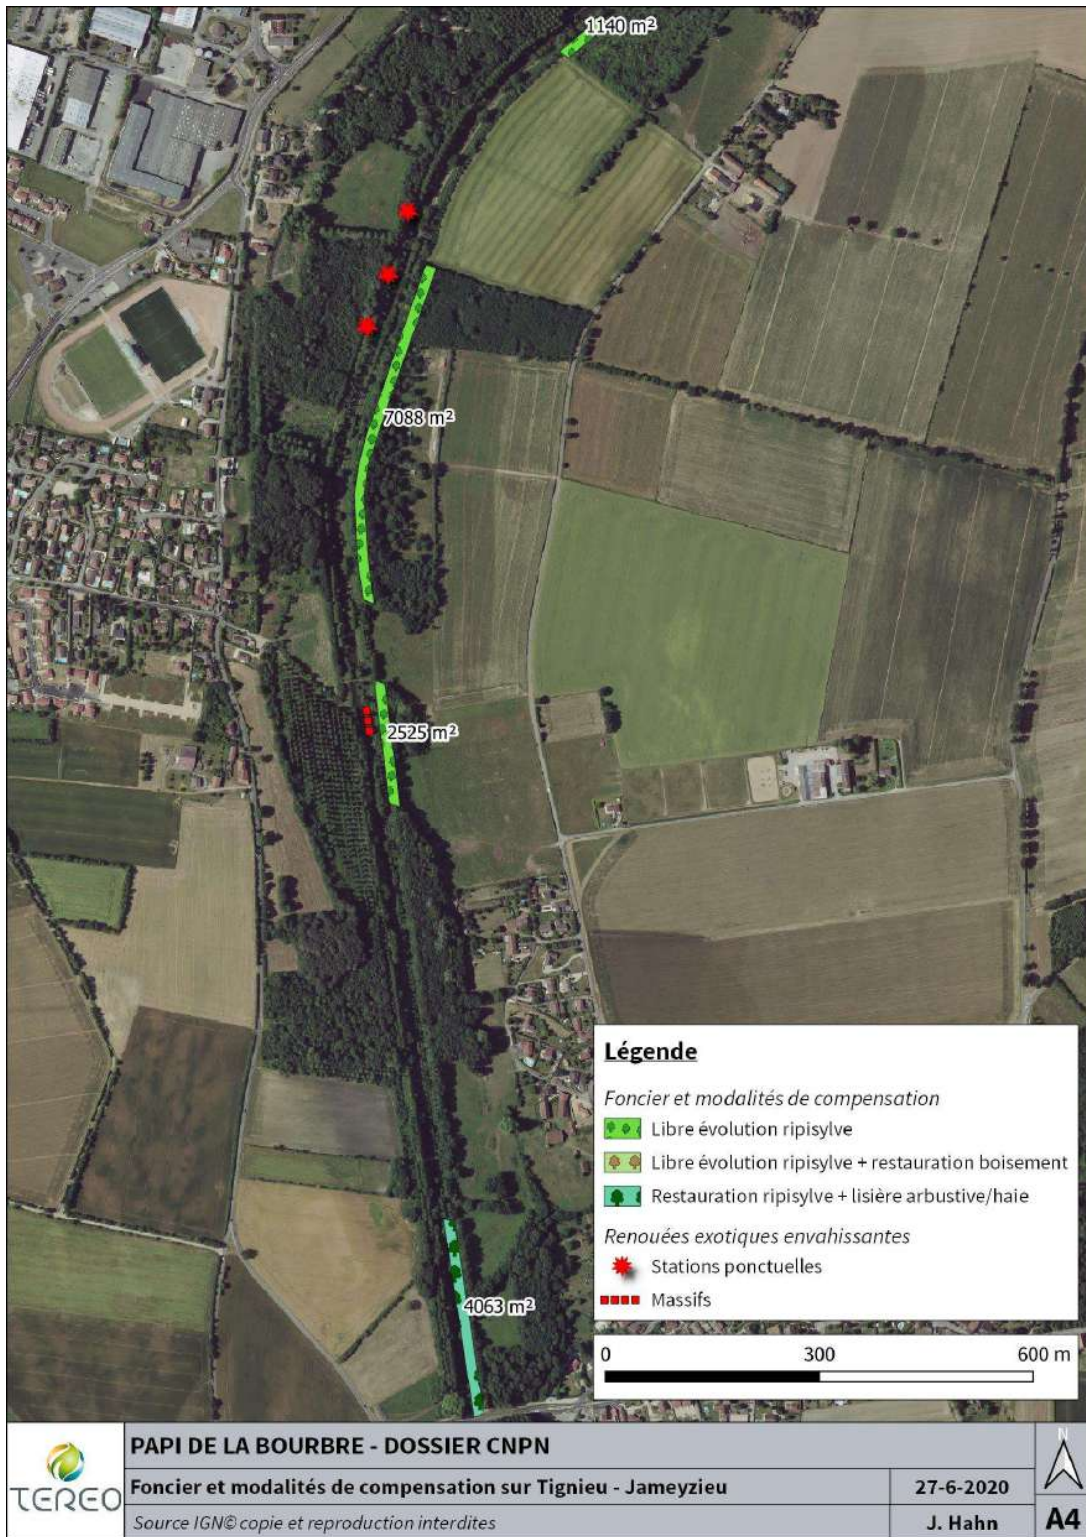 1140 m²
7088 m²
2525 m²
4063 m²
Légende
Foncier et modalités de compensation
Libre évolution ripisylve
Libre évolution ripisylve + restauration boisement
Restauration ripisylve + lisière arbustive/haie
Renouées exotiques envahissantes
Stations ponctuelles
Massifs
0 300 600 m
TEREO
PAPI DE LA BOURBRE - DOSSIER CNPN
Foncier et modalités de compensation sur Tignieu - Jameyzieu
27-6-2020
Source IGN© copie et reproduction interdites
J. Hahn
N
A4